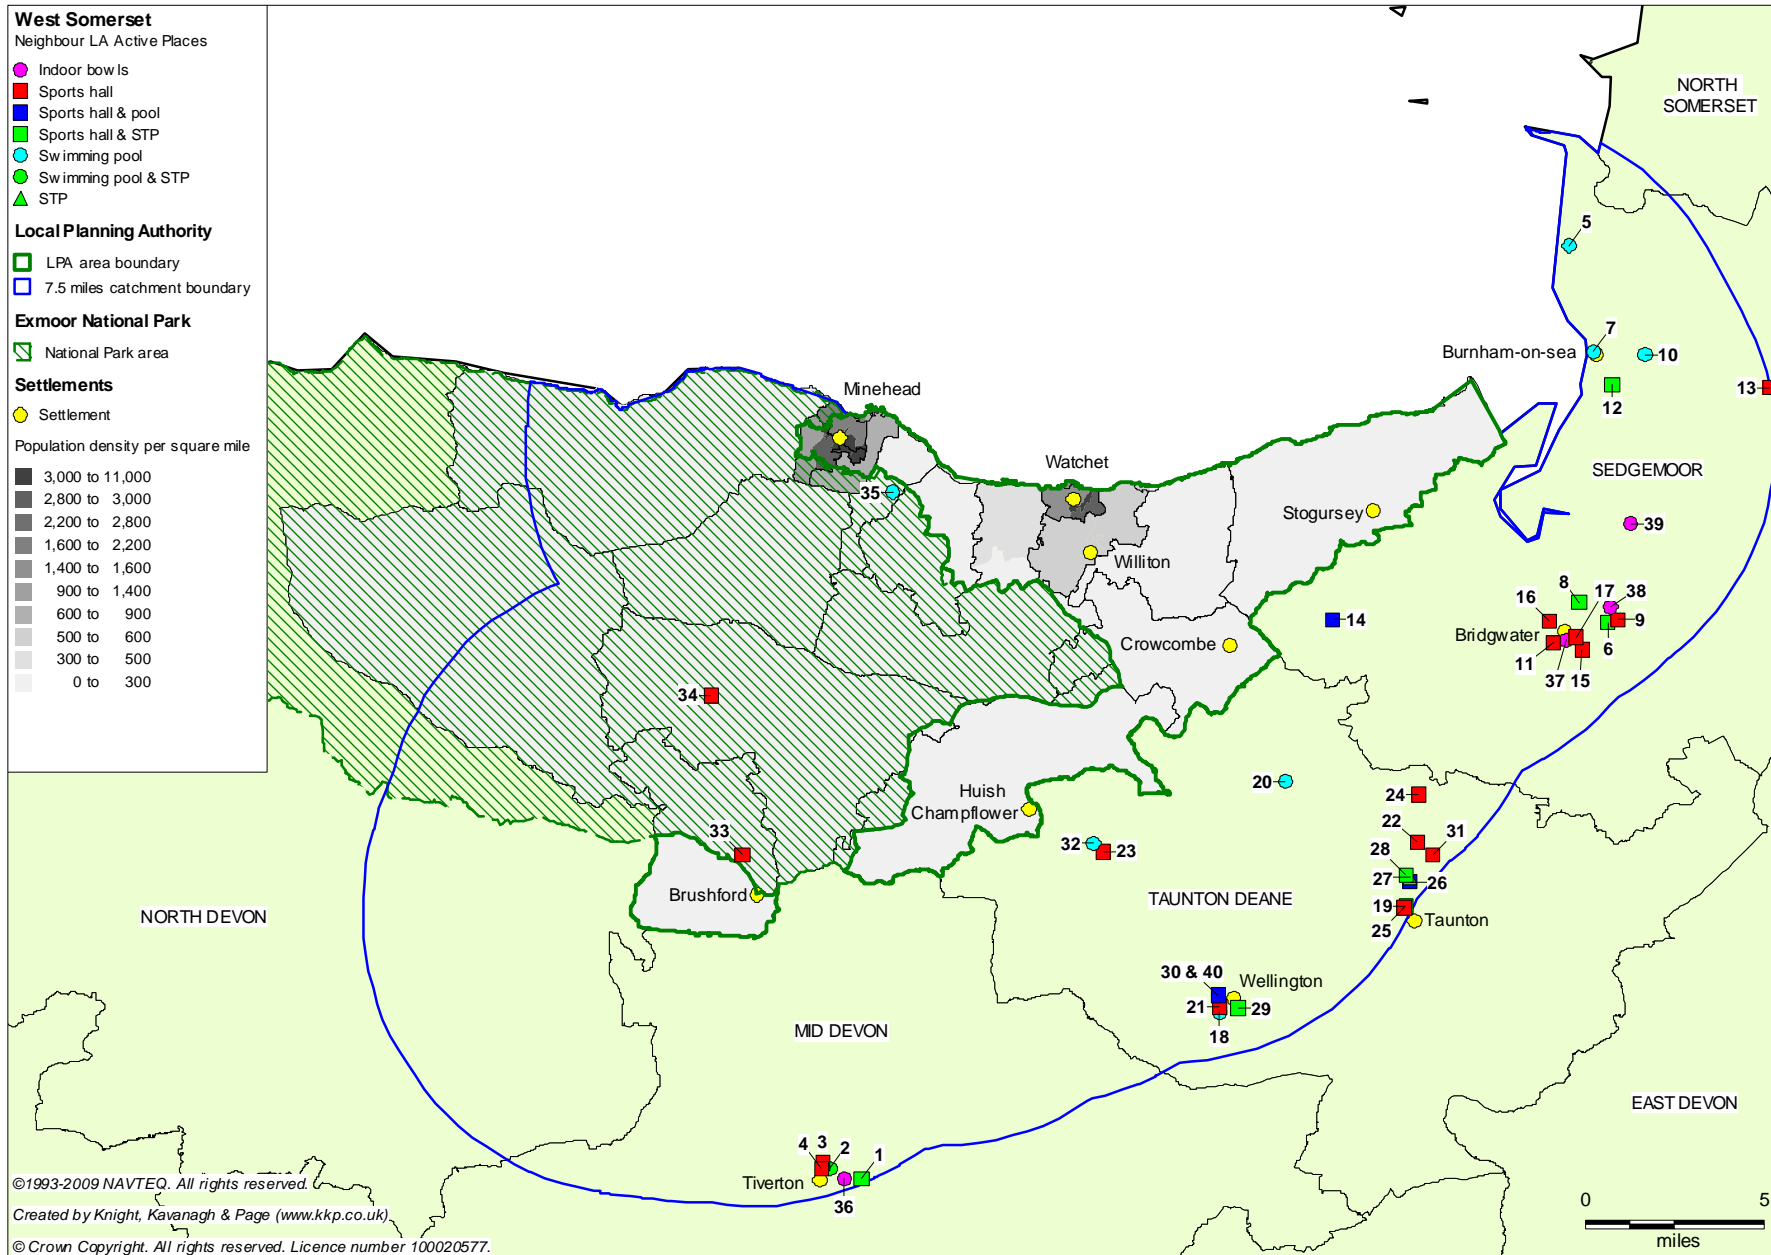 West Somerset
Neighbour LA Active Places
Indoor bowls
Sports hall
Sports hall & pool
Sports hall & STP
Swimming pool
Swimming pool & STP
STP
Local Planning Authority
LPA area boundary
7.5 miles catchment boundary
Exmoor National Park
National Park area
Settlements
Settlement
Population density per square mile
3,000 to 11,000
2,800 to 3,000
2,200 to 2,800
1,600 to 2,200
1,400 to 1,600
900 to 1,400
600 to 900
500 to 600
300 to 500
0 to 300
NORTH
SOMERSET
5
7
Burnham-on-sea
10
13
12
Minehead
Watchet
SEDGEMOOR
35
Stogursey
39
Williton
8
17
38
16
14
9
Bridgwater
Crowcombe
11
6
37
15
34
20
Huish
Champflower
24
22
31
33
32
23
28
27
26
Brushford
TAUNTON DEANE
19
NORTH DEVON
Taunton
25
30 & 40
Wellington
21
29
MID DEVON
18
EAST DEVON
4
3
2
1
Tiverton
36
©1993-2009 NAVTEQ. All rights reserved.
Created by Knight, Kavanagh & Page (www.kkp.co.uk)
© Crown Copyright. All rights reserved. Licence number 100020577.
0
5
miles